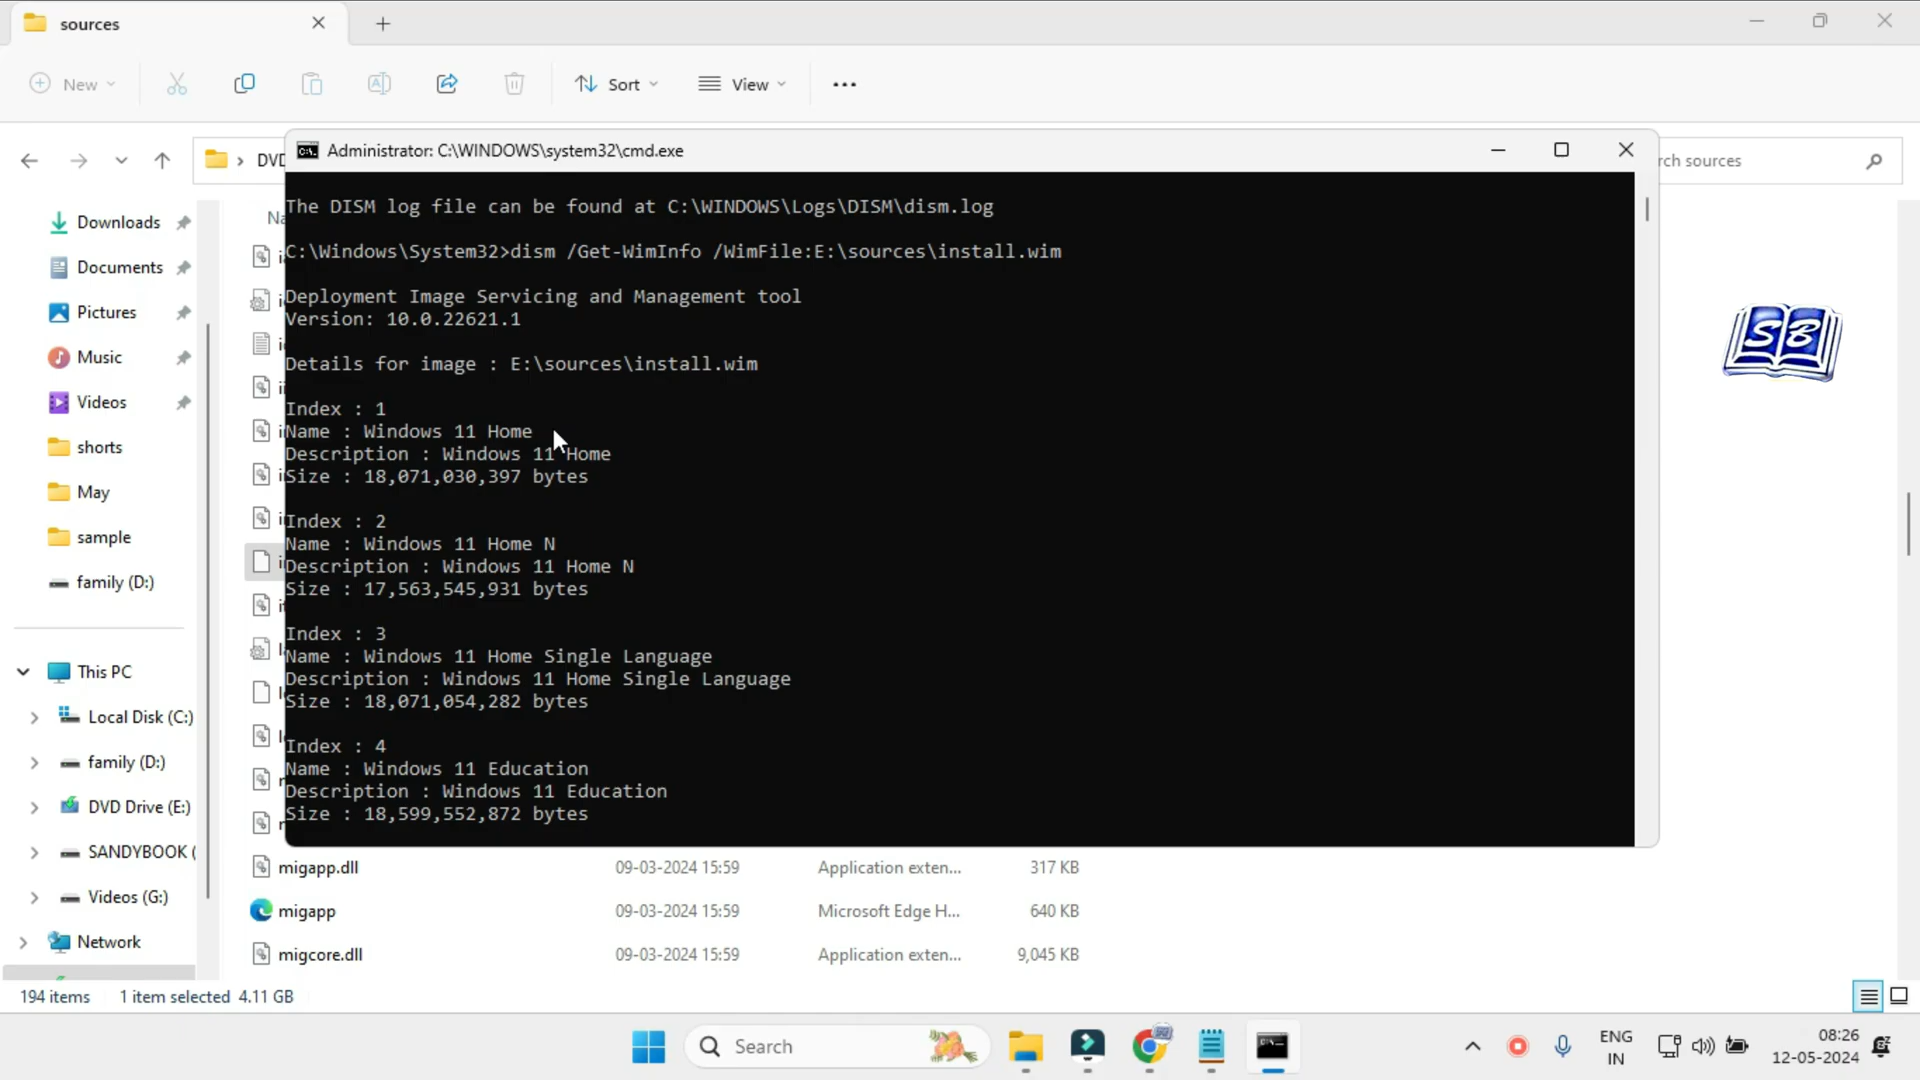 sources
New
Sort
View
DVD
Administrator: C:\WINDOWS\system32\cmd.exe
sources
The DISM log file can be found at C:\WINDOWS\Logs\DISM\dism.log
C:\Windows\System32>dism /Get-WimInfo /WimFile:E:\sources\install.wim
Deployment Image Servicing and Management tool
Version: 10.0.22621.1
Details for image : E:\sources\install.wim
Index : 1
Name : Windows 11 Home
Description : Windows 11 Home
Size : 18,071,030,397 bytes
Index : 2
Name : Windows 11 Home N
Description : Windows 11 Home N
Size : 17,563,545,931 bytes
Index : 3
Name : Windows 11 Home Single Language
Description : Windows 11 Home Single Language
Size : 18,071,054,282 bytes
Index : 4
Name : Windows 11 Education
Description : Windows 11 Education
Size : 18,599,552,872 bytes
Downloads
Documents
Pictures
Music
Videos
shorts
May
sample
family (D:)
This PC
Local Disk (C:)
family (D:)
DVD Drive (E:)
SANDYBOOK (
Videos (G:)
Network
SB
migapp.dll 09-03-2024 15:59 Application exten... 317 KB
migapp 09-03-2024 15:59 Microsoft Edge H... 640 KB
migcore.dll 09-03-2024 15:59 Application exten... 9,045 KB
194 items 1 item selected 4.11 GB
Search
ENG
IN
08:26
12-05-2024